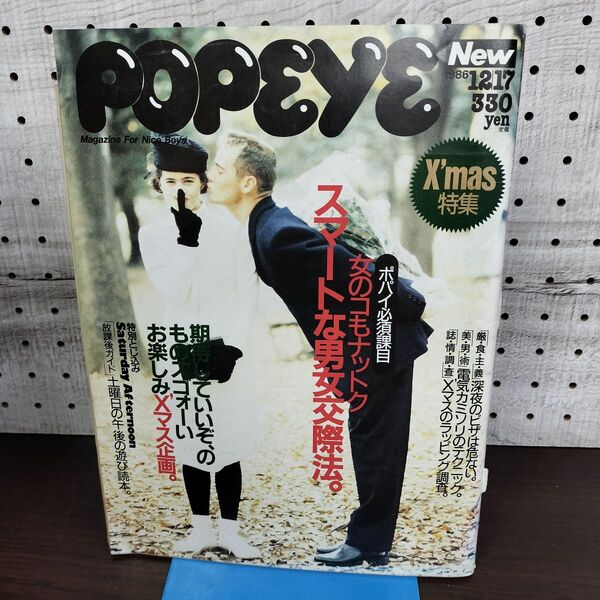 POPEYE
Magazine For Nice Boys
New
1986 12.17
330
yen
定価
X'mas
特集
ポパイ必須課目
女のコもナットク
スマートな男女交際法。
期待していいぞ、の
ものスゴォーい
お楽しみX'マス企画。
特別とじ込み
Saturday Afternoon
「放課後ガイド」土曜日の午後の遊び読本。
厳・食・主・義 深夜のピザは危ない。
美・男・術 電気カミソリのテクニック。
誌・情・調・査 X'マスのラッピング調査。